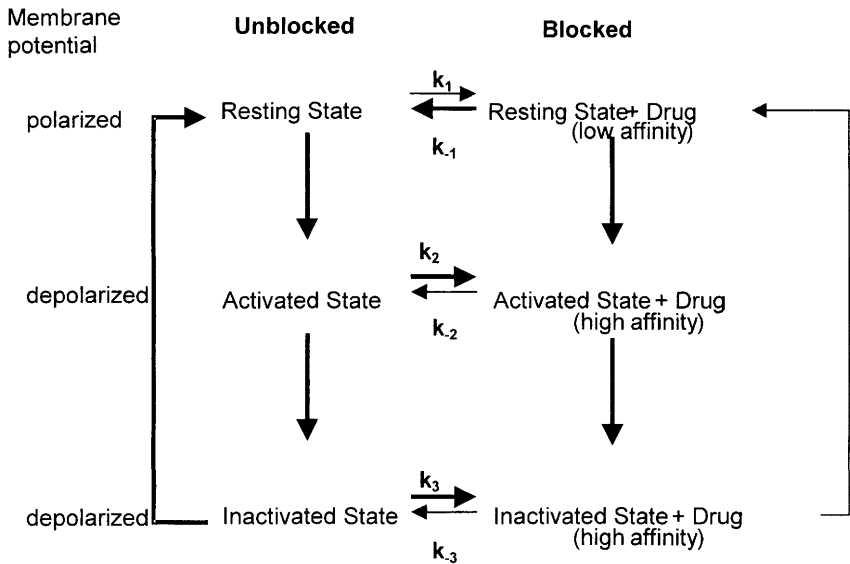 Membrane
potential
Unblocked
Blocked
k1
polarized
Resting State
Resting State+ Drug
(low affinity)
k-1
k2
depolarized
Activated State
Activated State + Drug
(high affinity)
k-2
k3
depolarized
Inactivated State
Inactivated State + Drug
(high affinity)
k-3